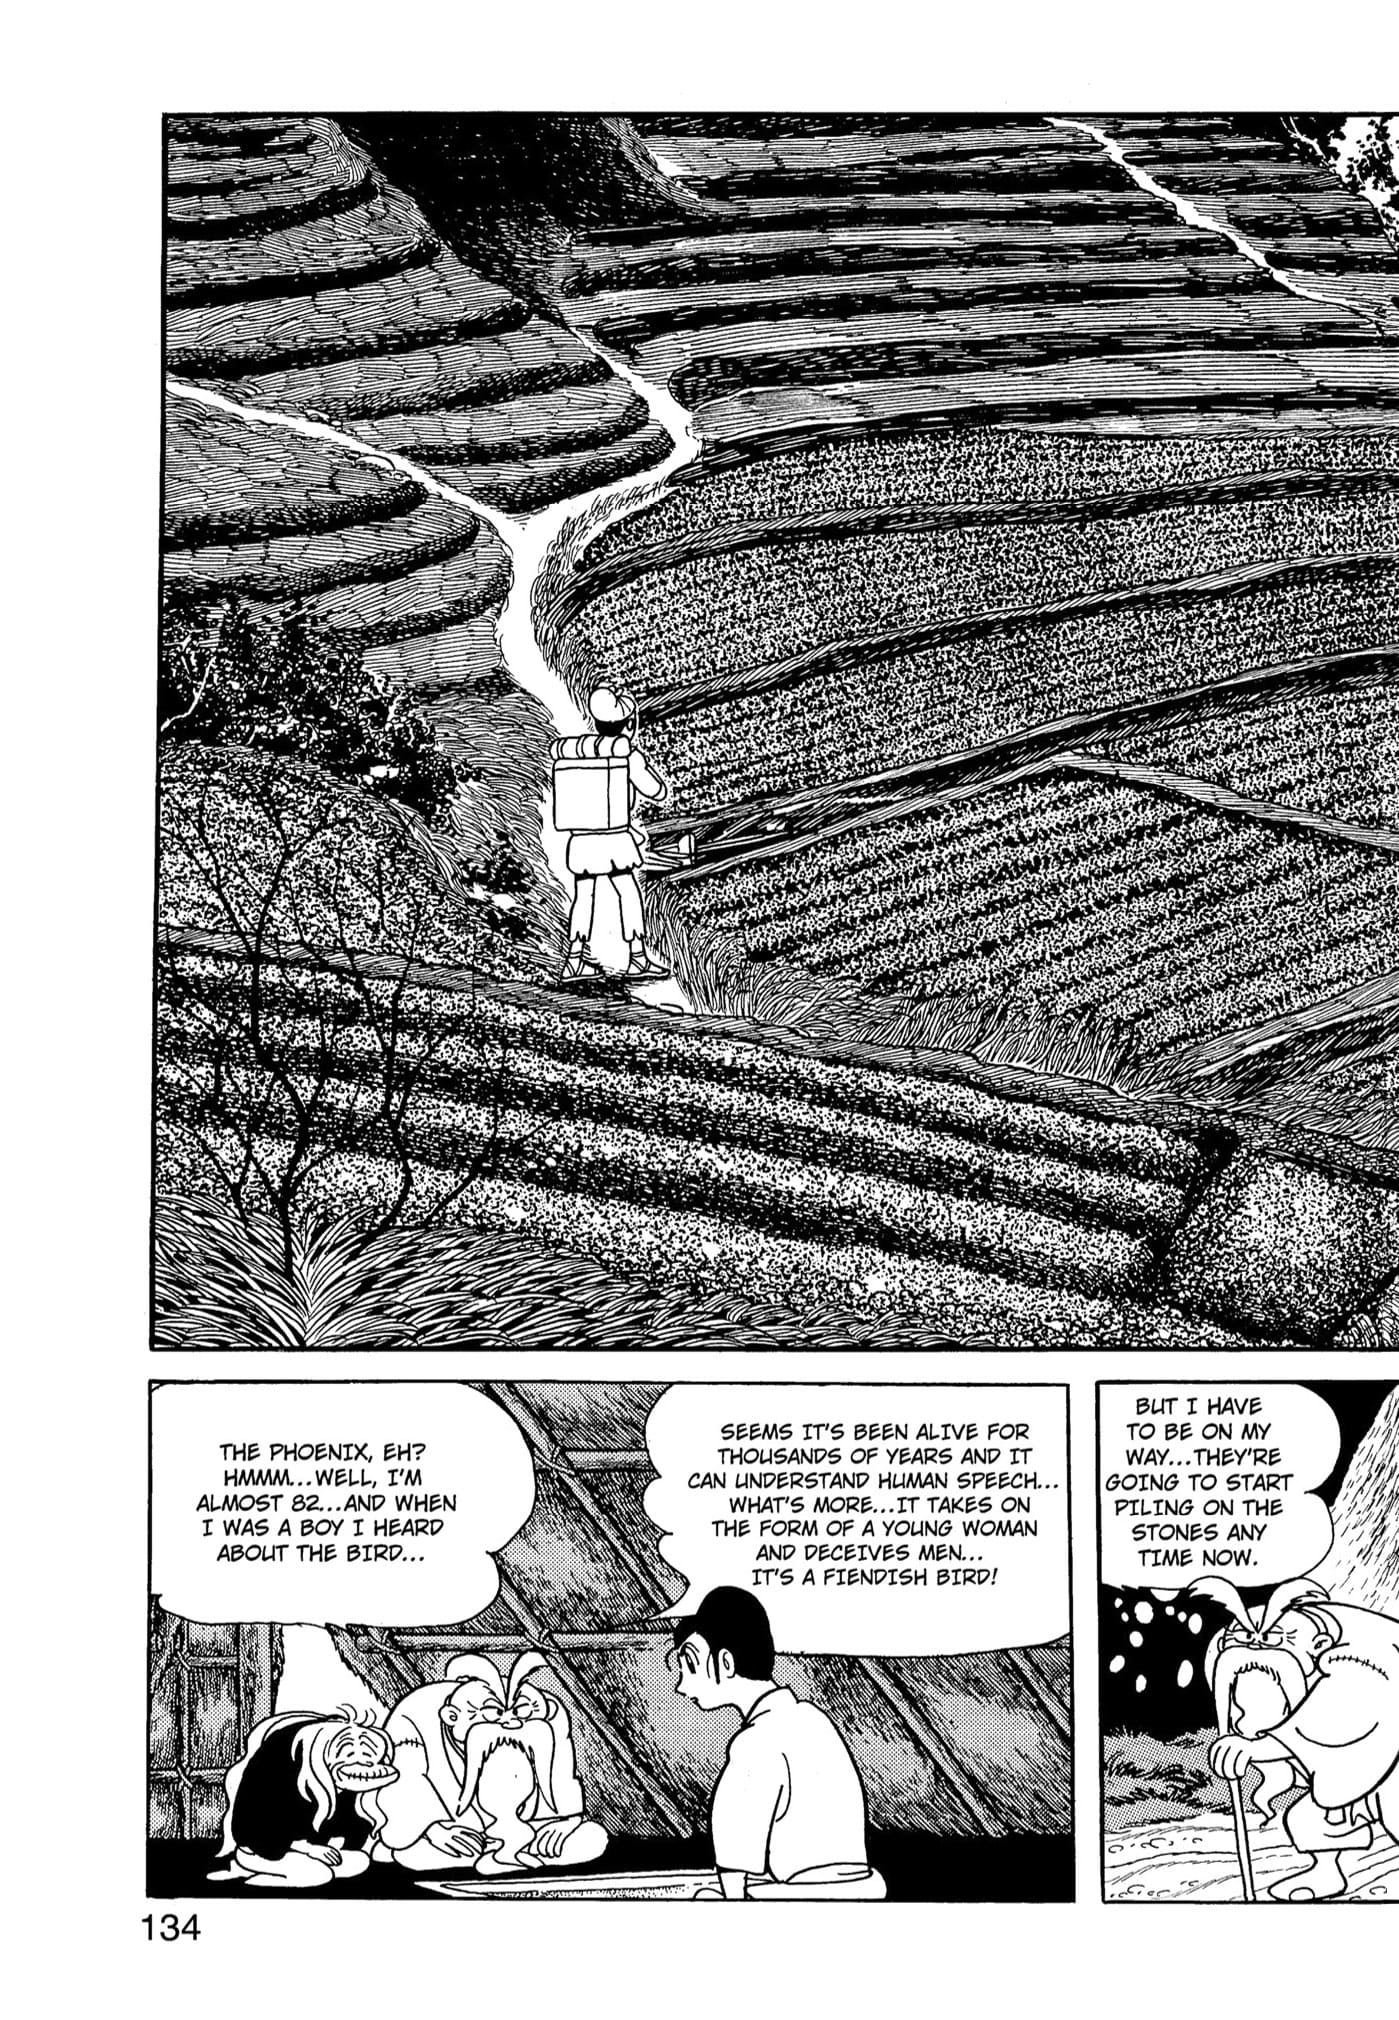 THE PHOENIX, EH?
HMMM...WELL, I'M
ALMOST 82...AND WHEN
I WAS A BOY I HEARD
ABOUT THE BIRD...
SEEMS IT'S BEEN ALIVE FOR
THOUSANDS OF YEARS AND IT
CAN UNDERSTAND HUMAN SPEECH...
WHAT'S MORE...IT TAKES ON
THE FORM OF A YOUNG WOMAN
AND DECEIVES MEN...
IT'S A FIENDISH BIRD!
BUT I HAVE
TO BE ON MY
WAY...THEY'RE
GOING TO START
PILING ON THE
STONES ANY
TIME NOW.
134